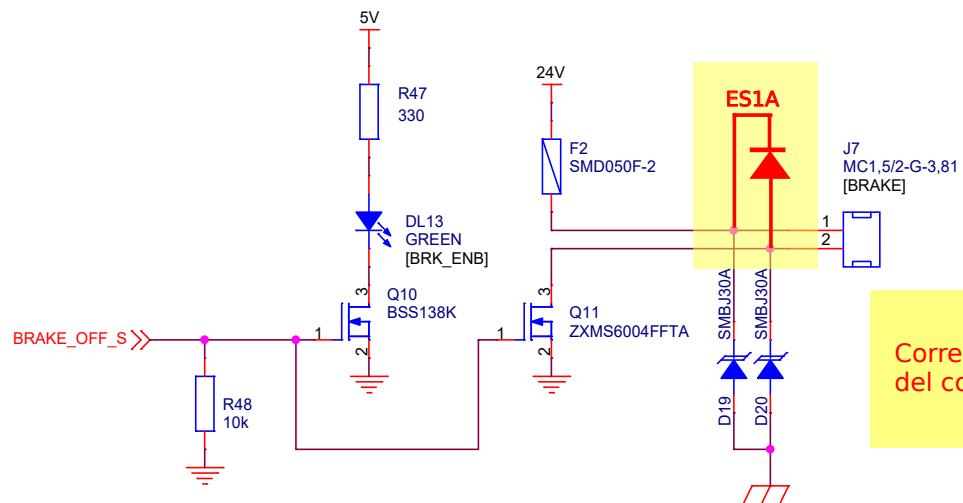 5V
R47
330
DL13
GREEN
[BRK_ENB]
3
Q10
BSS138K
1
2
BRAKE_OFF_S
R48
10k
24V
F2
SMD050F-2
3
Q11
ZXMS6004FFTA
1
2
ES1A
J7
MC1,5/2-G-3,81
[BRAKE]
1
2
SMBJ30A
SMBJ30A
D19
D20
del